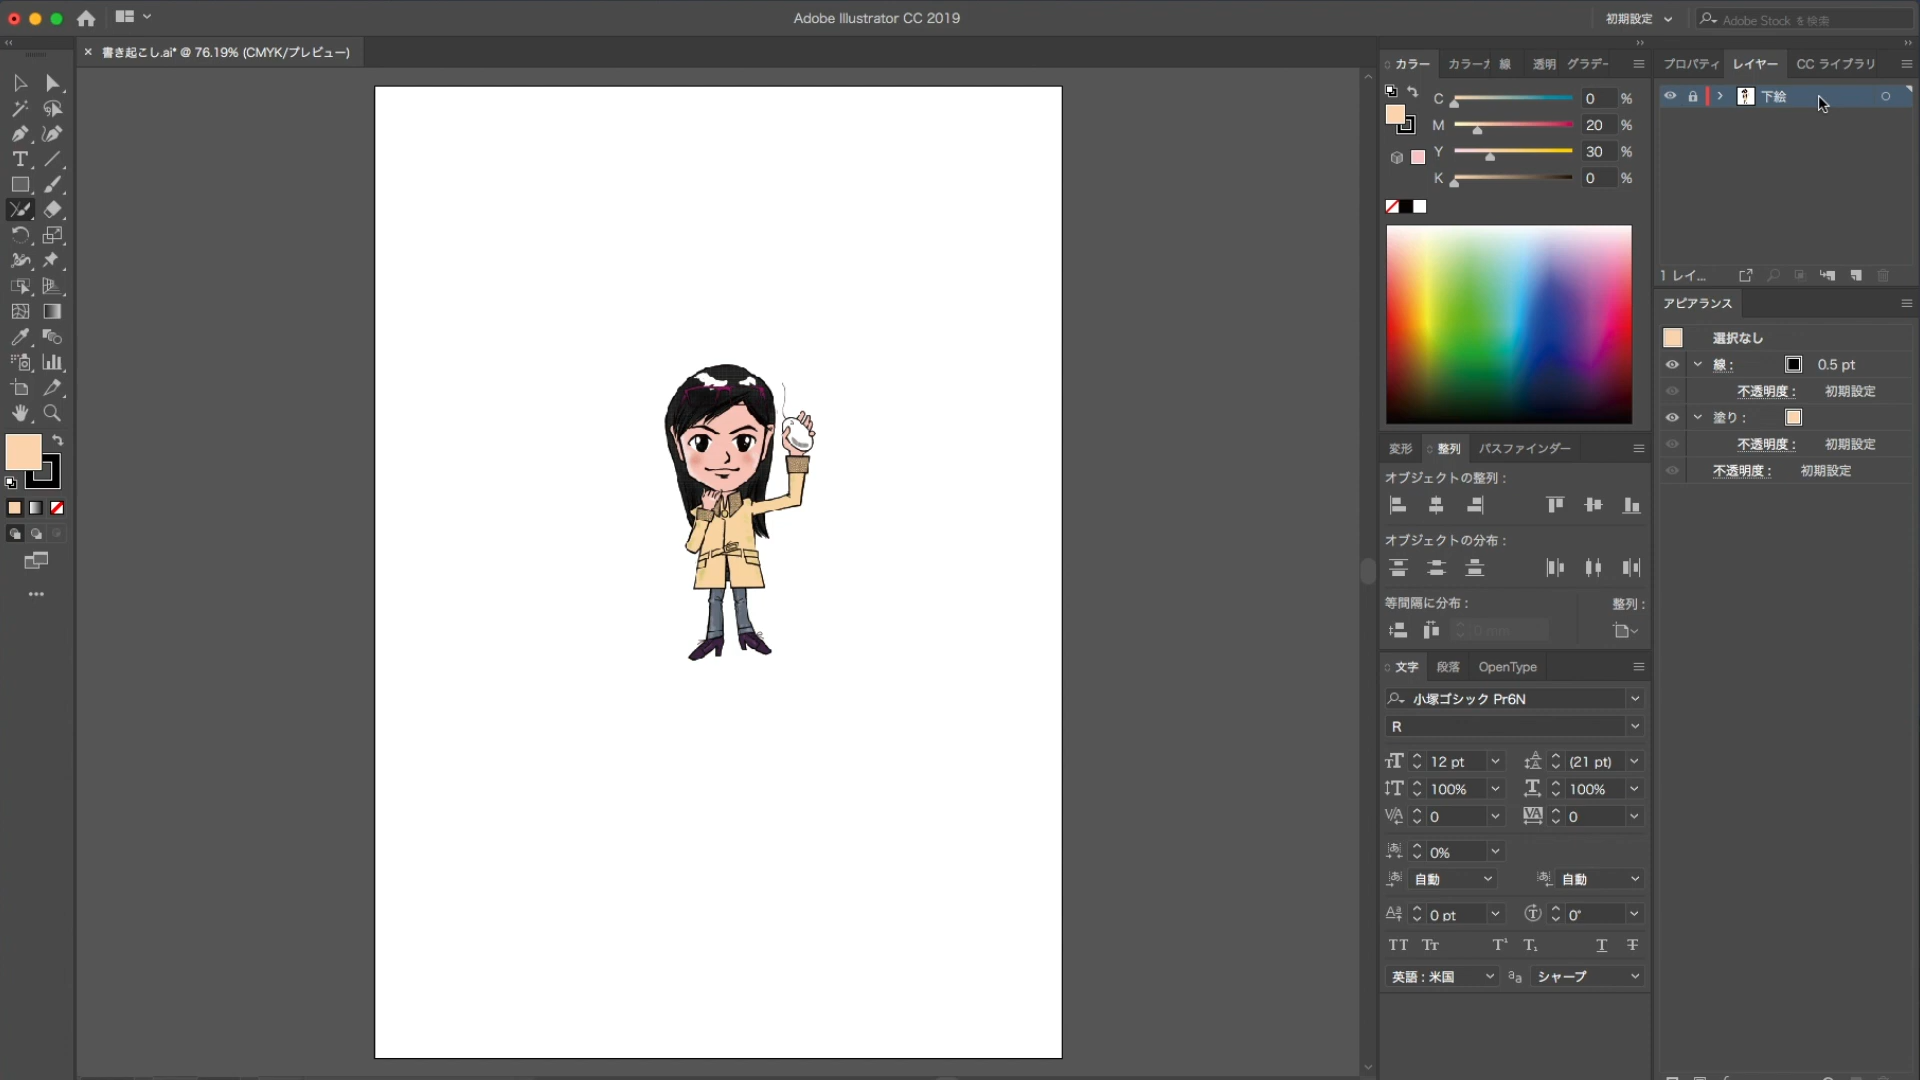 Adobe Illustrator CC 2019
初期設定
Adobe Stock を検索
書き起こし.ai* @ 76.19% (CMYK/プレビュー)
カラー カラーガ 線 透明 グラデｰ
プロパティ レイヤー CC ライブラリ
C 0 %
M 20 %
Y 30 %
K 0 %
下絵
1 レイ...
アピアランス
選択なし
線 : 0.5 pt
不透明度 : 初期設定
塗り :
不透明度 : 初期設定
不透明度 : 初期設定
変形 整列 パスファインダー
オブジェクトの整列 :
オブジェクトの分布 :
等間隔に分布 : 整列 :
0 mm
文字 段落 OpenType
小塚ゴシック Pr6N
R
12 pt (21 pt)
100% 100%
0 0
0%
自動 自動
0 pt 0°
英語 : 米国 シャープ